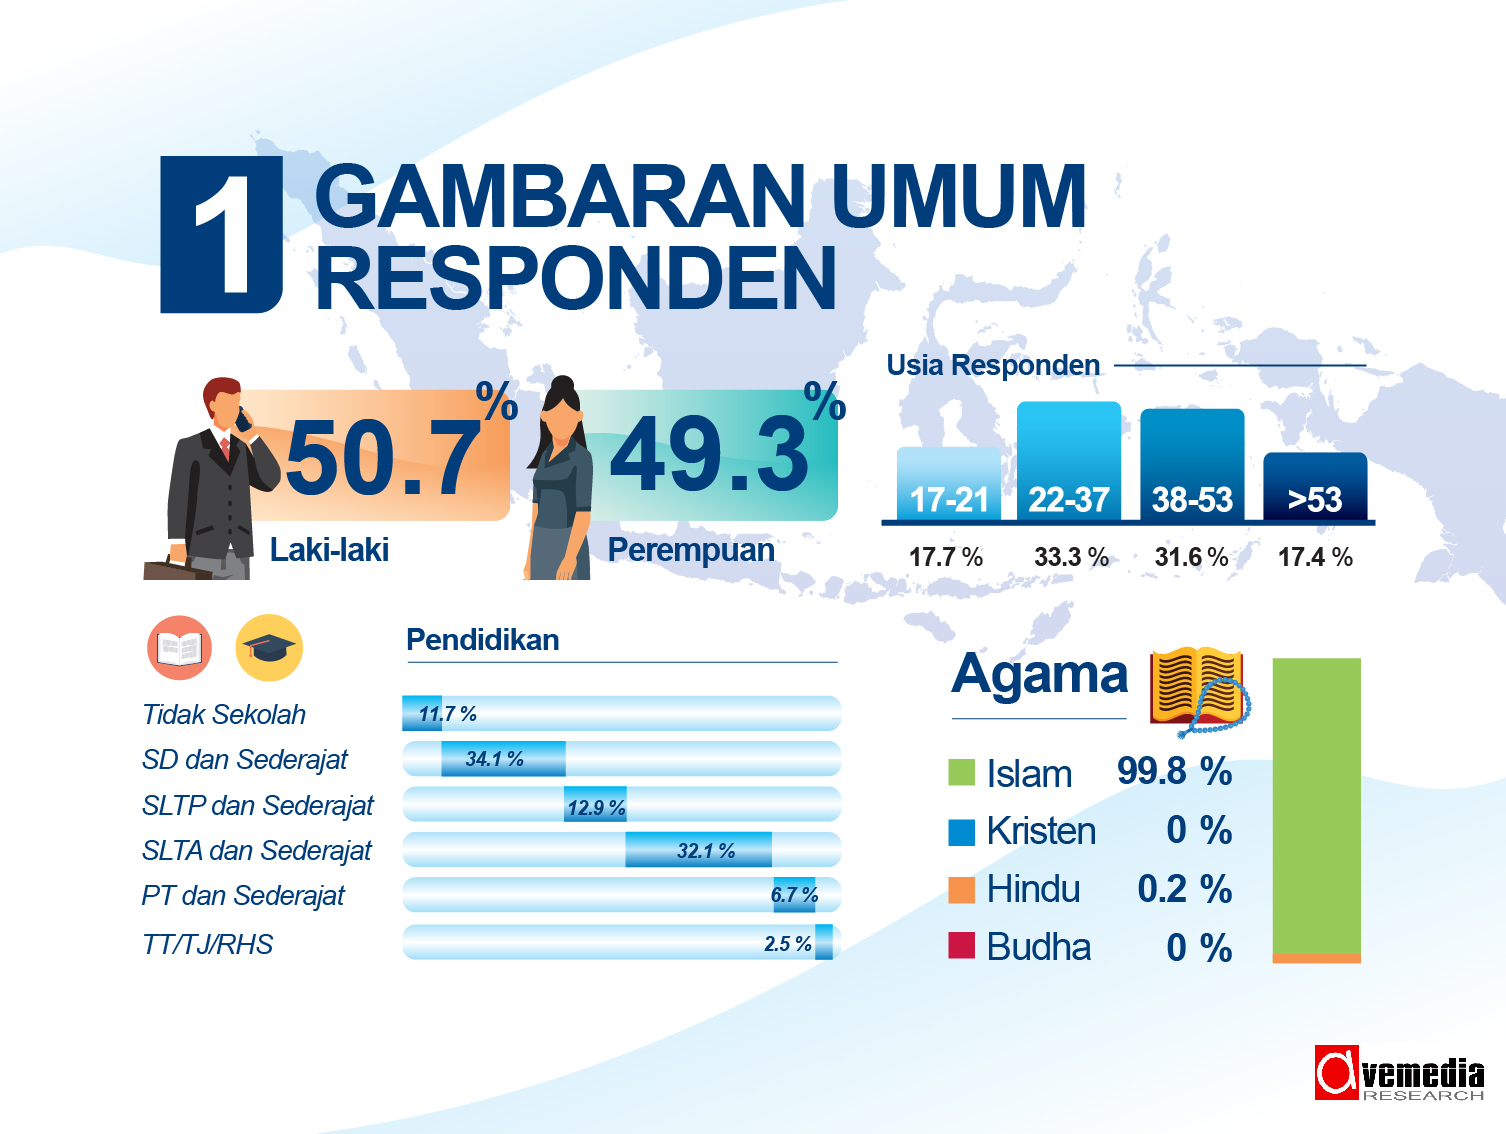 1
GAMBARAN UMUM
RESPONDEN
50.7 %
Laki-laki
49.3 %
Perempuan
Usia Responden
17-21 22-37 38-53 >53
17.7 % 33.3 % 31.6 % 17.4 %
Pendidikan
Tidak Sekolah 11.7 %
SD dan Sederajat 34.1 %
SLTP dan Sederajat 12.9 %
SLTA dan Sederajat 32.1 %
PT dan Sederajat 6.7 %
TT/TJ/RHS 2.5 %
Agama
Islam 99.8 %
Kristen 0 %
Hindu 0.2 %
Budha 0 %
avemedia
RESEARCH